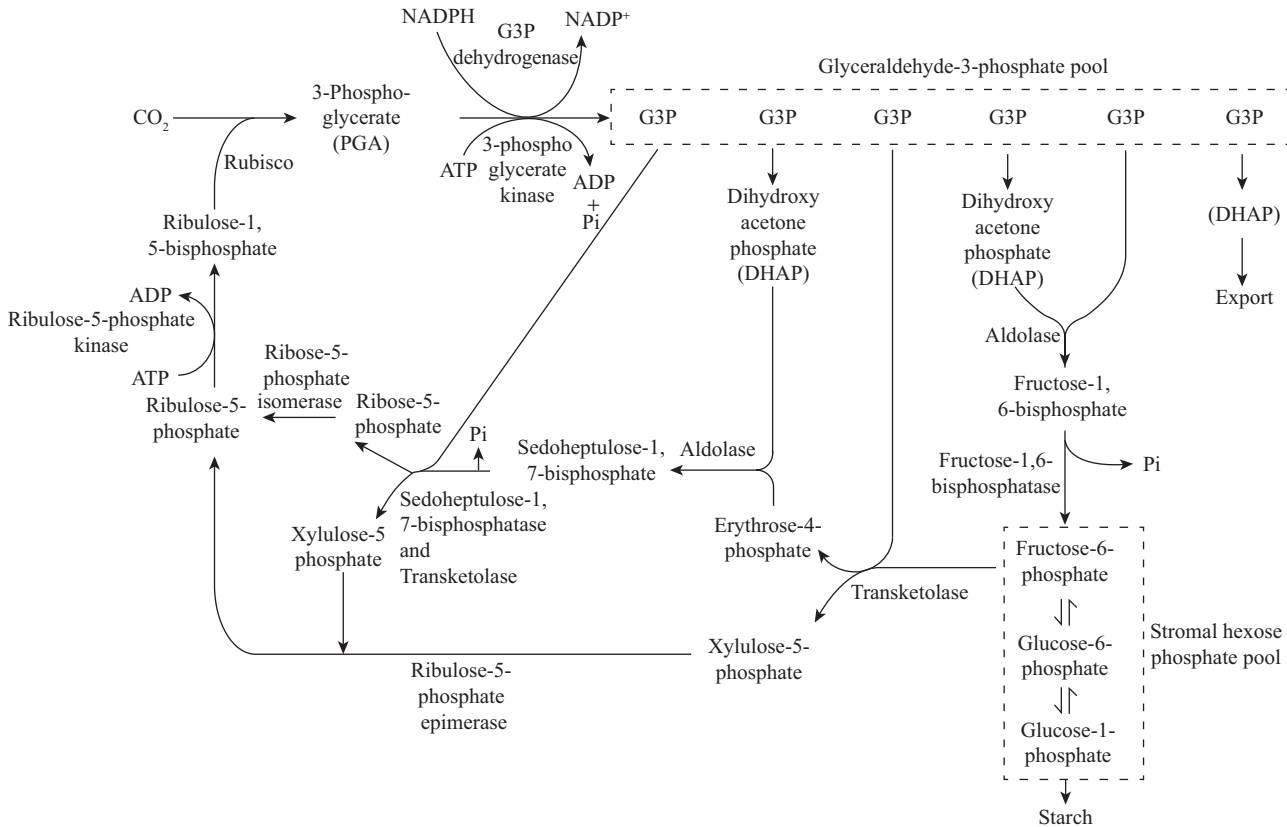 NADPH
NADP+
G3P
dehydrogenase
Glyceraldehyde-3-phosphate pool
CO2
3-Phospho-
glycerate
(PGA)
G3P
G3P
G3P
G3P
G3P
G3P
Rubisco
ATP
3-phospho
glycerate
kinase
ADP
+
Pi
Ribulose-1,
5-bisphosphate
Dihydroxy
acetone
phosphate
(DHAP)
Dihydroxy
acetone
phosphate
(DHAP)
(DHAP)
Export
ADP
Ribulose-5-phosphate
kinase
ATP
Aldolase
Ribulose-5-
phosphate
Ribose-5-
phosphate
isomerase
Ribose-5-
phosphate
Fructose-1,
6-bisphosphate
Pi
Sedoheptulose-1,
7-bisphosphate
Aldolase
Fructose-1,6-
bisphosphatase
Pi
Sedoheptulose-1,
7-bisphosphatase
and
Transketolase
Xylulose-5
phosphate
Erythrose-4-
phosphate
Transketolase
Fructose-6-
phosphate
Glucose-6-
phosphate
Glucose-1-
phosphate
Stromal hexose
phosphate pool
Xylulose-5-
phosphate
Ribulose-5-
phosphate
epimerase
Starch